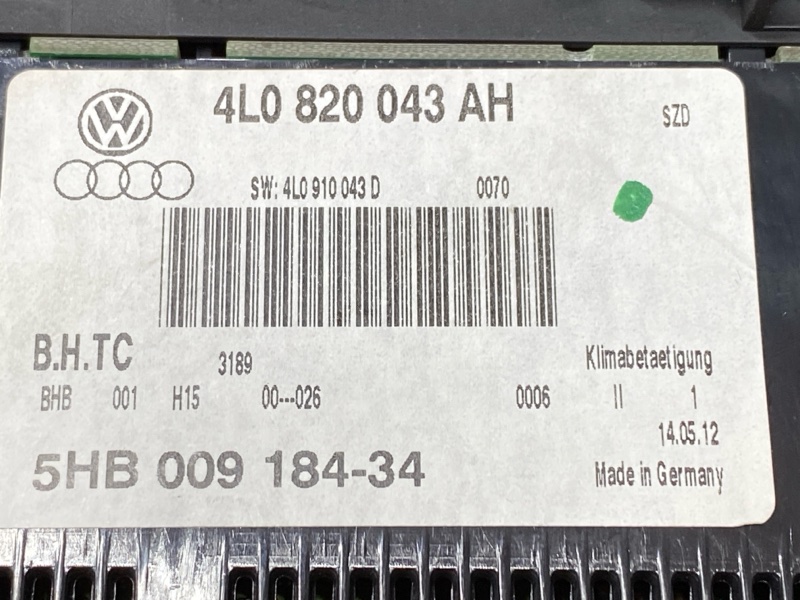 4L0 820 043 AH
SZD
SW: 4L0 910 043 D 0070
B.H.TC 3189 Klimabetaetigung
BHB 001 H15 00---026 0006 II 1
14.05.12
5HB 009 184-34 Made in Germany